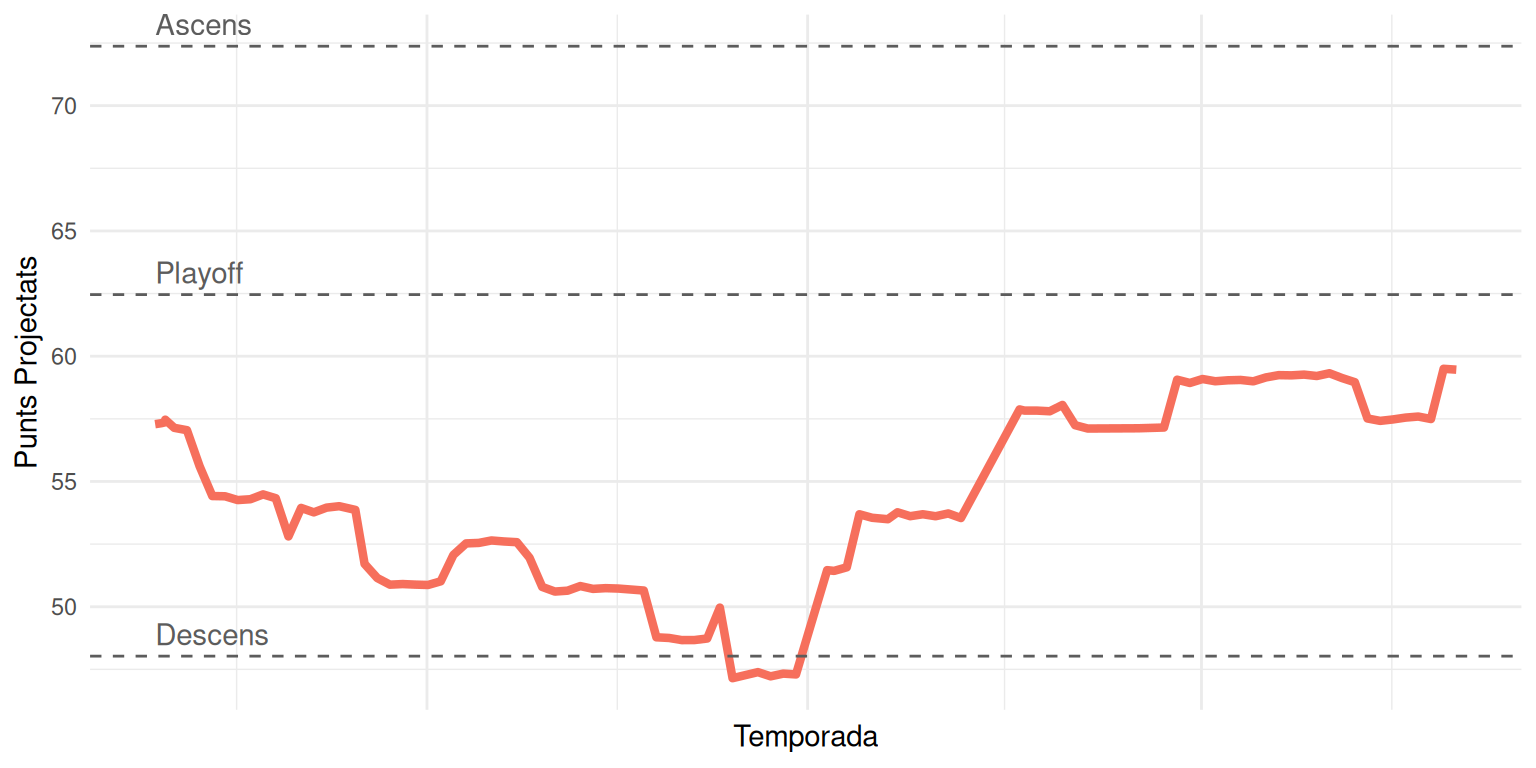 Ascens
70
65
Playoff
60
55
50
Descens
Punts Projectats
Temporada